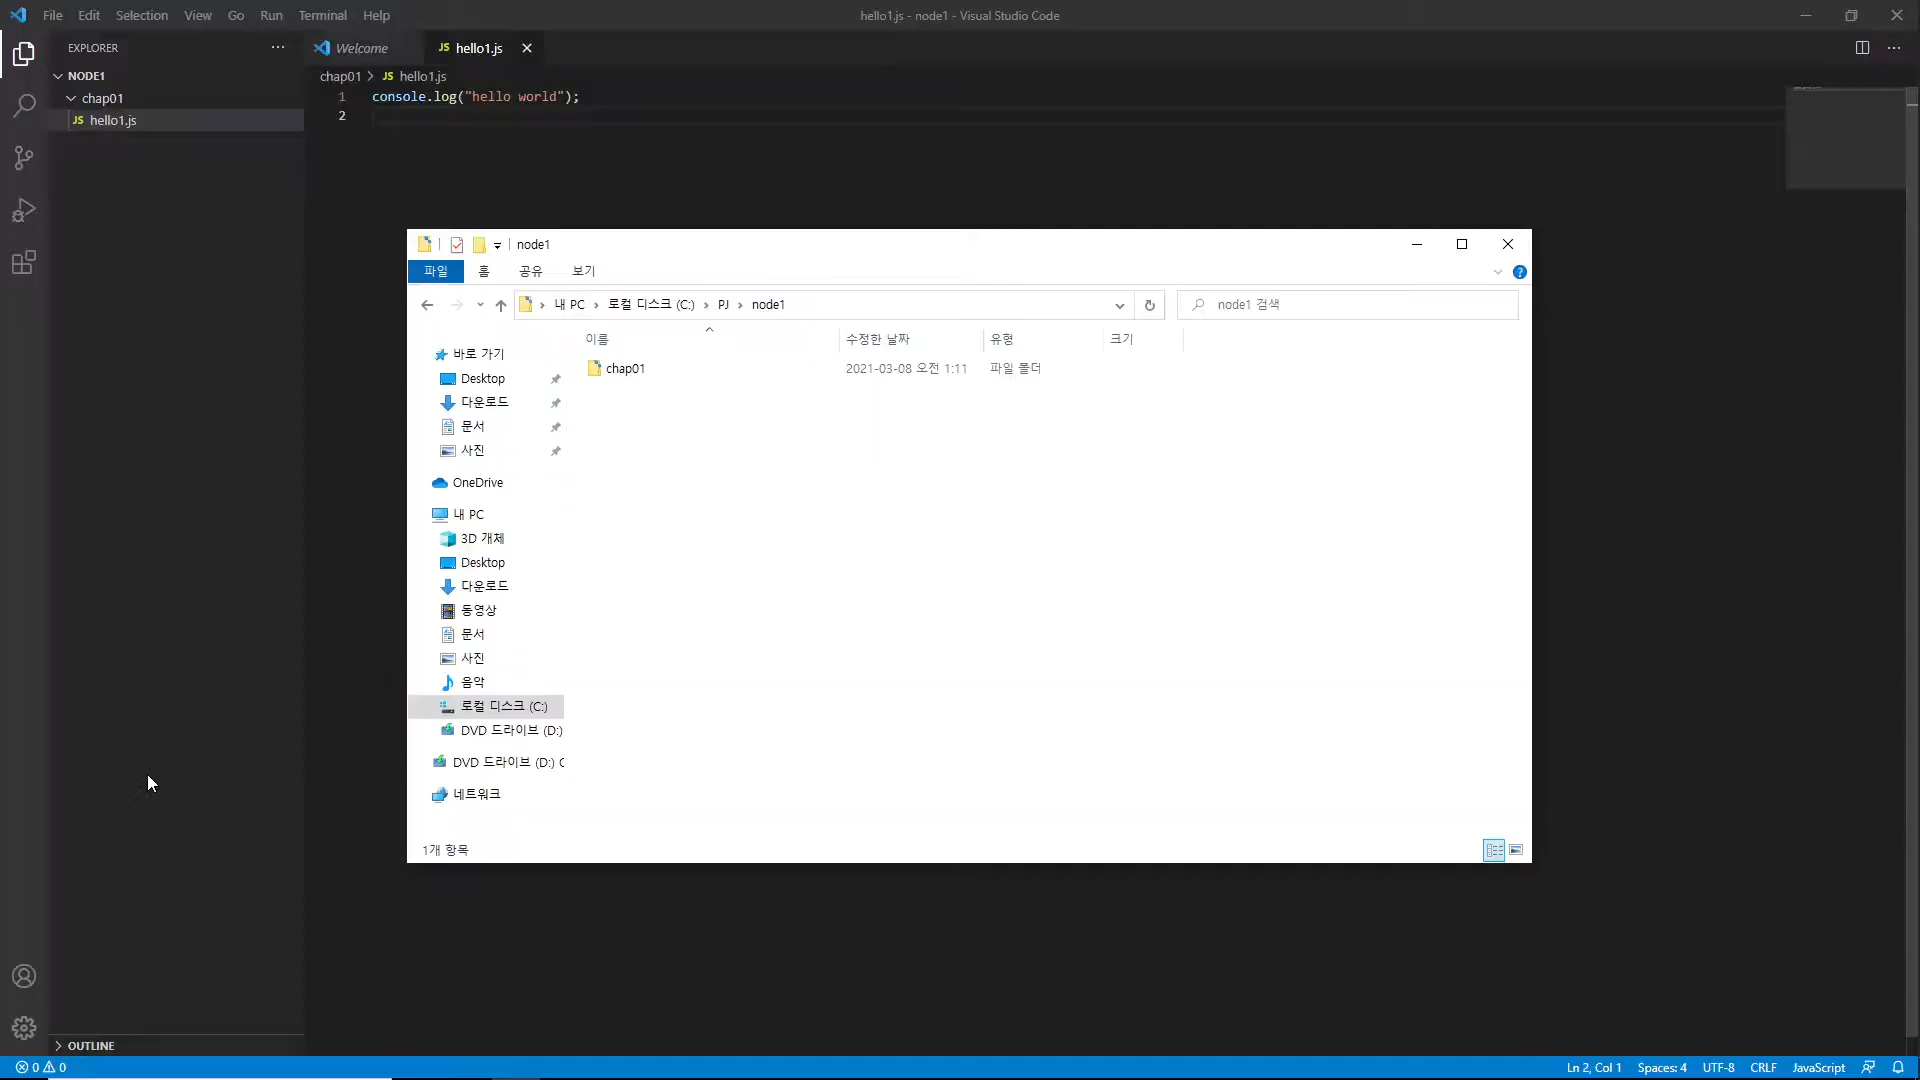 File Edit Selection View Go Run Terminal Help
hello1.js - node1 - Visual Studio Code
EXPLORER
NODE1
chap01
JS hello1.js
OUTLINE
Welcome
JS hello1.js
chap01 > JS hello1.js
1 console.log("hello world");
2
node1
파일 홈 공유 보기
내 PC > 로컬 디스크 (C:) > PJ > node1
node1 검색
이름 수정한 날짜 유형 크기
chap01 2021-03-08 오전 1:11 파일 폴더
바로 가기
Desktop
다운로드
문서
사진
OneDrive
내 PC
3D 개체
Desktop
다운로드
동영상
문서
사진
음악
로컬 디스크 (C:)
DVD 드라이브 (D:)
DVD 드라이브 (D:) C
네트워크
1개 항목
0 0
Ln 2, Col 1 Spaces: 4 UTF-8 CRLF JavaScript